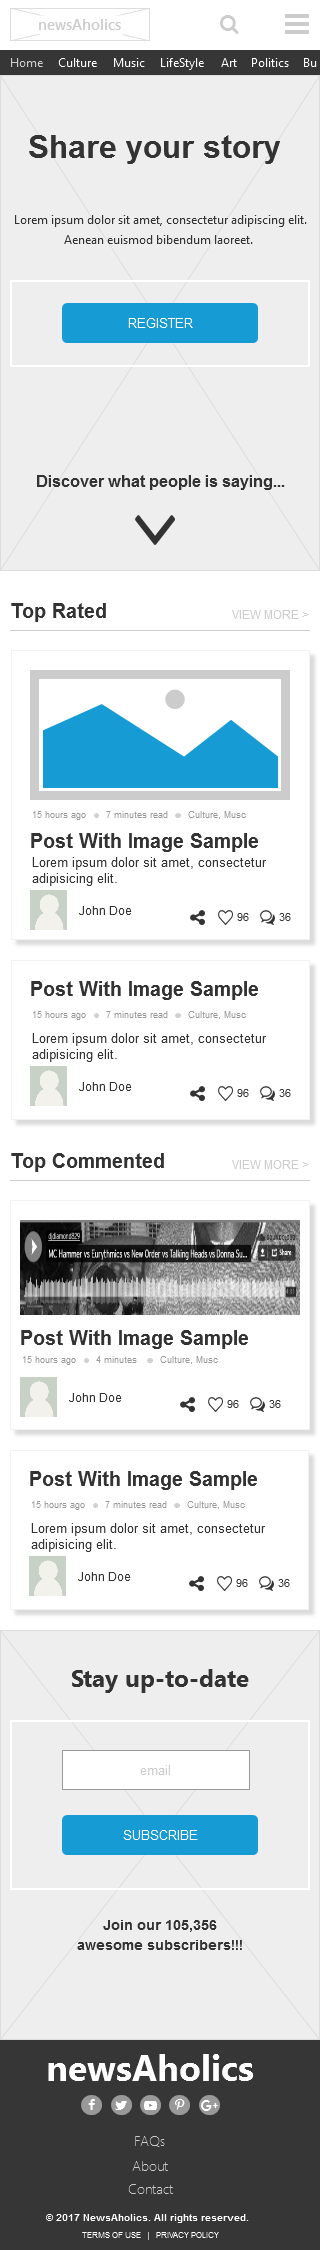 newsAholics
Home Culture Music LifeStyle Art Politics Bu
Share your story
Lorem ipsum dolor sit amet, consectetur adipiscing elit.
Aenean euismod bibendum laoreet.
REGISTER
Discover what people is saying...
Top Rated VIEW MORE >
15 hours ago 7 minutes read Culture, Musc
Post With Image Sample
Lorem ipsum dolor sit amet, consectetur
adipisicing elit.
John Doe 96 36
Post With Image Sample
15 hours ago 7 minutes read Culture, Musc
Lorem ipsum dolor sit amet, consectetur
adipisicing elit.
John Doe 96 36
Top Commented VIEW MORE >
djdiamond829
MC Hammer vs Eurythmics vs New Order vs Talking Heads vs Donna Su... Share
Post With Image Sample
15 hours ago 4 minutes Culture, Musc
John Doe 96 36
Post With Image Sample
15 hours ago 7 minutes read Culture, Musc
Lorem ipsum dolor sit amet, consectetur
adipisicing elit.
John Doe 96 36
Stay up-to-date
email
SUBSCRIBE
Join our 105,356
awesome subscribers!!!
newsAholics
FAQs
About
Contact
© 2017 NewsAholics. All rights reserved.
TERMS OF USE | PRIVACY POLICY